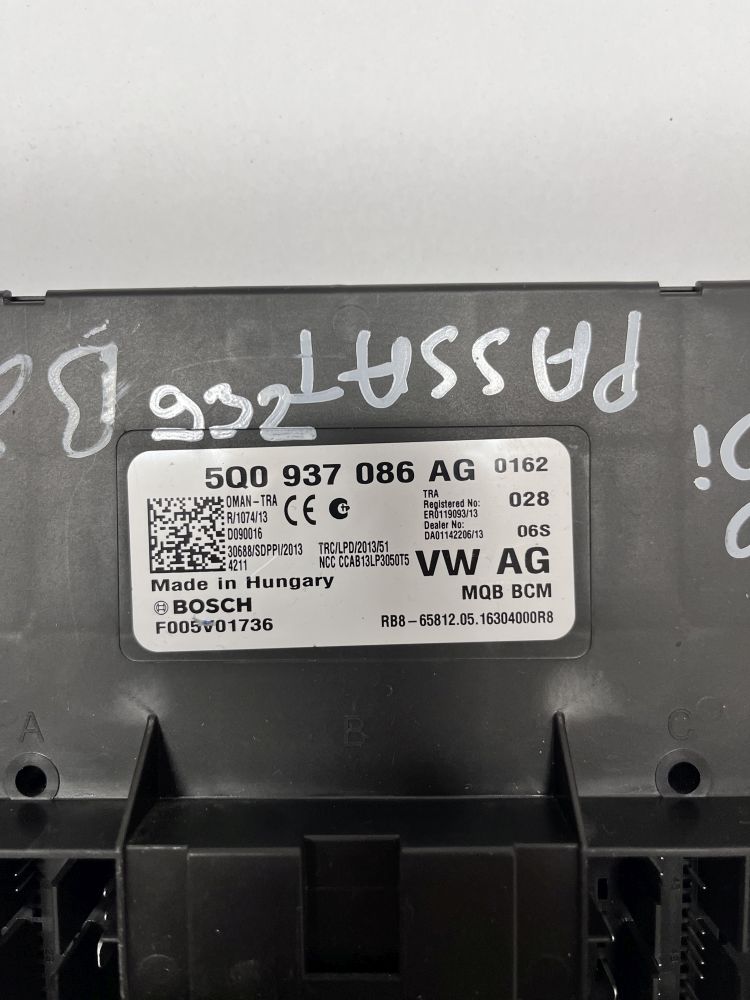 PASSAT
B
932
5Q0 937 086 AG 0162
OMAN-TRA
R/1074/13
D090016
30688/SDPPI/2013
4211
CE
TRC/LPD/2013/51
NCC CCAB13LP3050T5
TRA
Registered No:
ER0119093/13
Dealer No:
DA01142206/13
028
06S
VW AG
MQB BCM
Made in Hungary
BOSCH
F005V01736
RB8-65812.05.16304000R8
A
B
C